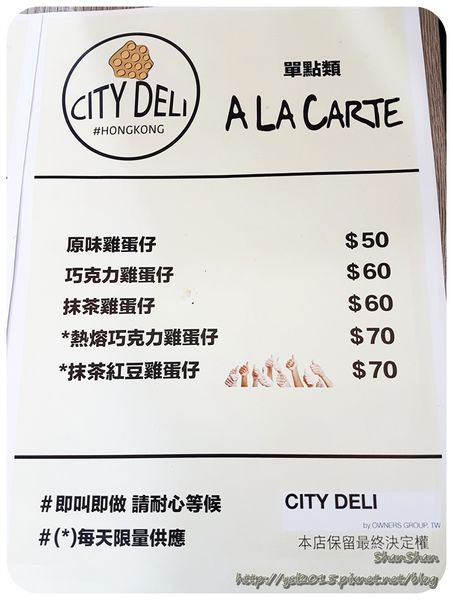 CITY DELI
#HONGKONG
單點類
A LA CARTE
原味雞蛋仔 $50
巧克力雞蛋仔 $60
抹茶雞蛋仔 $60
*熱熔巧克力雞蛋仔 $70
*抹茶紅豆雞蛋仔 $70
#即叫即做 請耐心等候
#(*)每天限量供應
CITY DELI
by OWNERS GROUP, TW
本店保留最終決定權
ShanShan
http://ysl2013.pixnet.net/blog